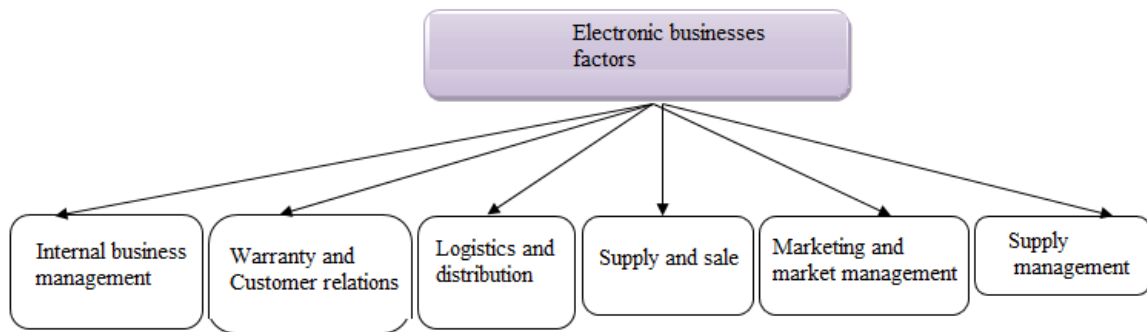 Electronic businesses
factors
Internal business
management
Warranty and
Customer relations
Logistics and
distribution
Supply and sale
Marketing and
market management
Supply
management